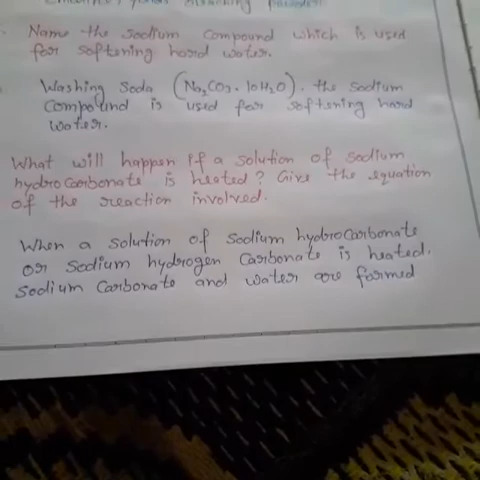 bleaching powder.
Name the Sodium Compound which is used
for softening hard water.
Washing Soda (Na2CO3. 10H2O). the Sodium
Compound is used for softening hard
water.
What will happen if a solution of sodium
hydrocarbonate is heated? Give the equation
of the reaction involved.
When a solution of sodium hydrocarbonate
or sodium hydrogen carbonate is heated.
sodium carbonate and water are formed